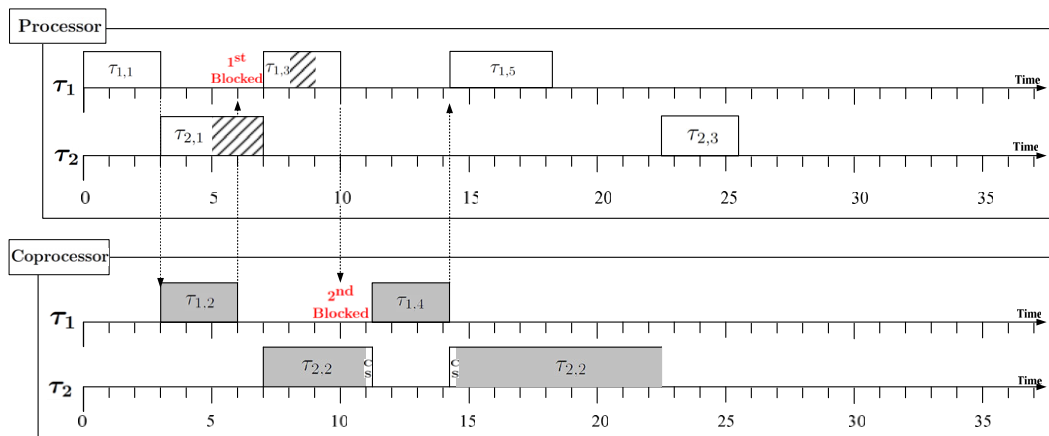 Processor
τ1
τ1,1
1st
Blocked
τ1,3
τ1,5
Time
τ2
τ2,1
τ2,3
Time
0 5 10 15 20 25 30 35
Coprocessor
τ1
τ1.2
2nd
Blocked
τ1.4
Time
τ2
τ2,2
CS
CS
τ2.2
Time
0 5 10 15 20 25 30 35